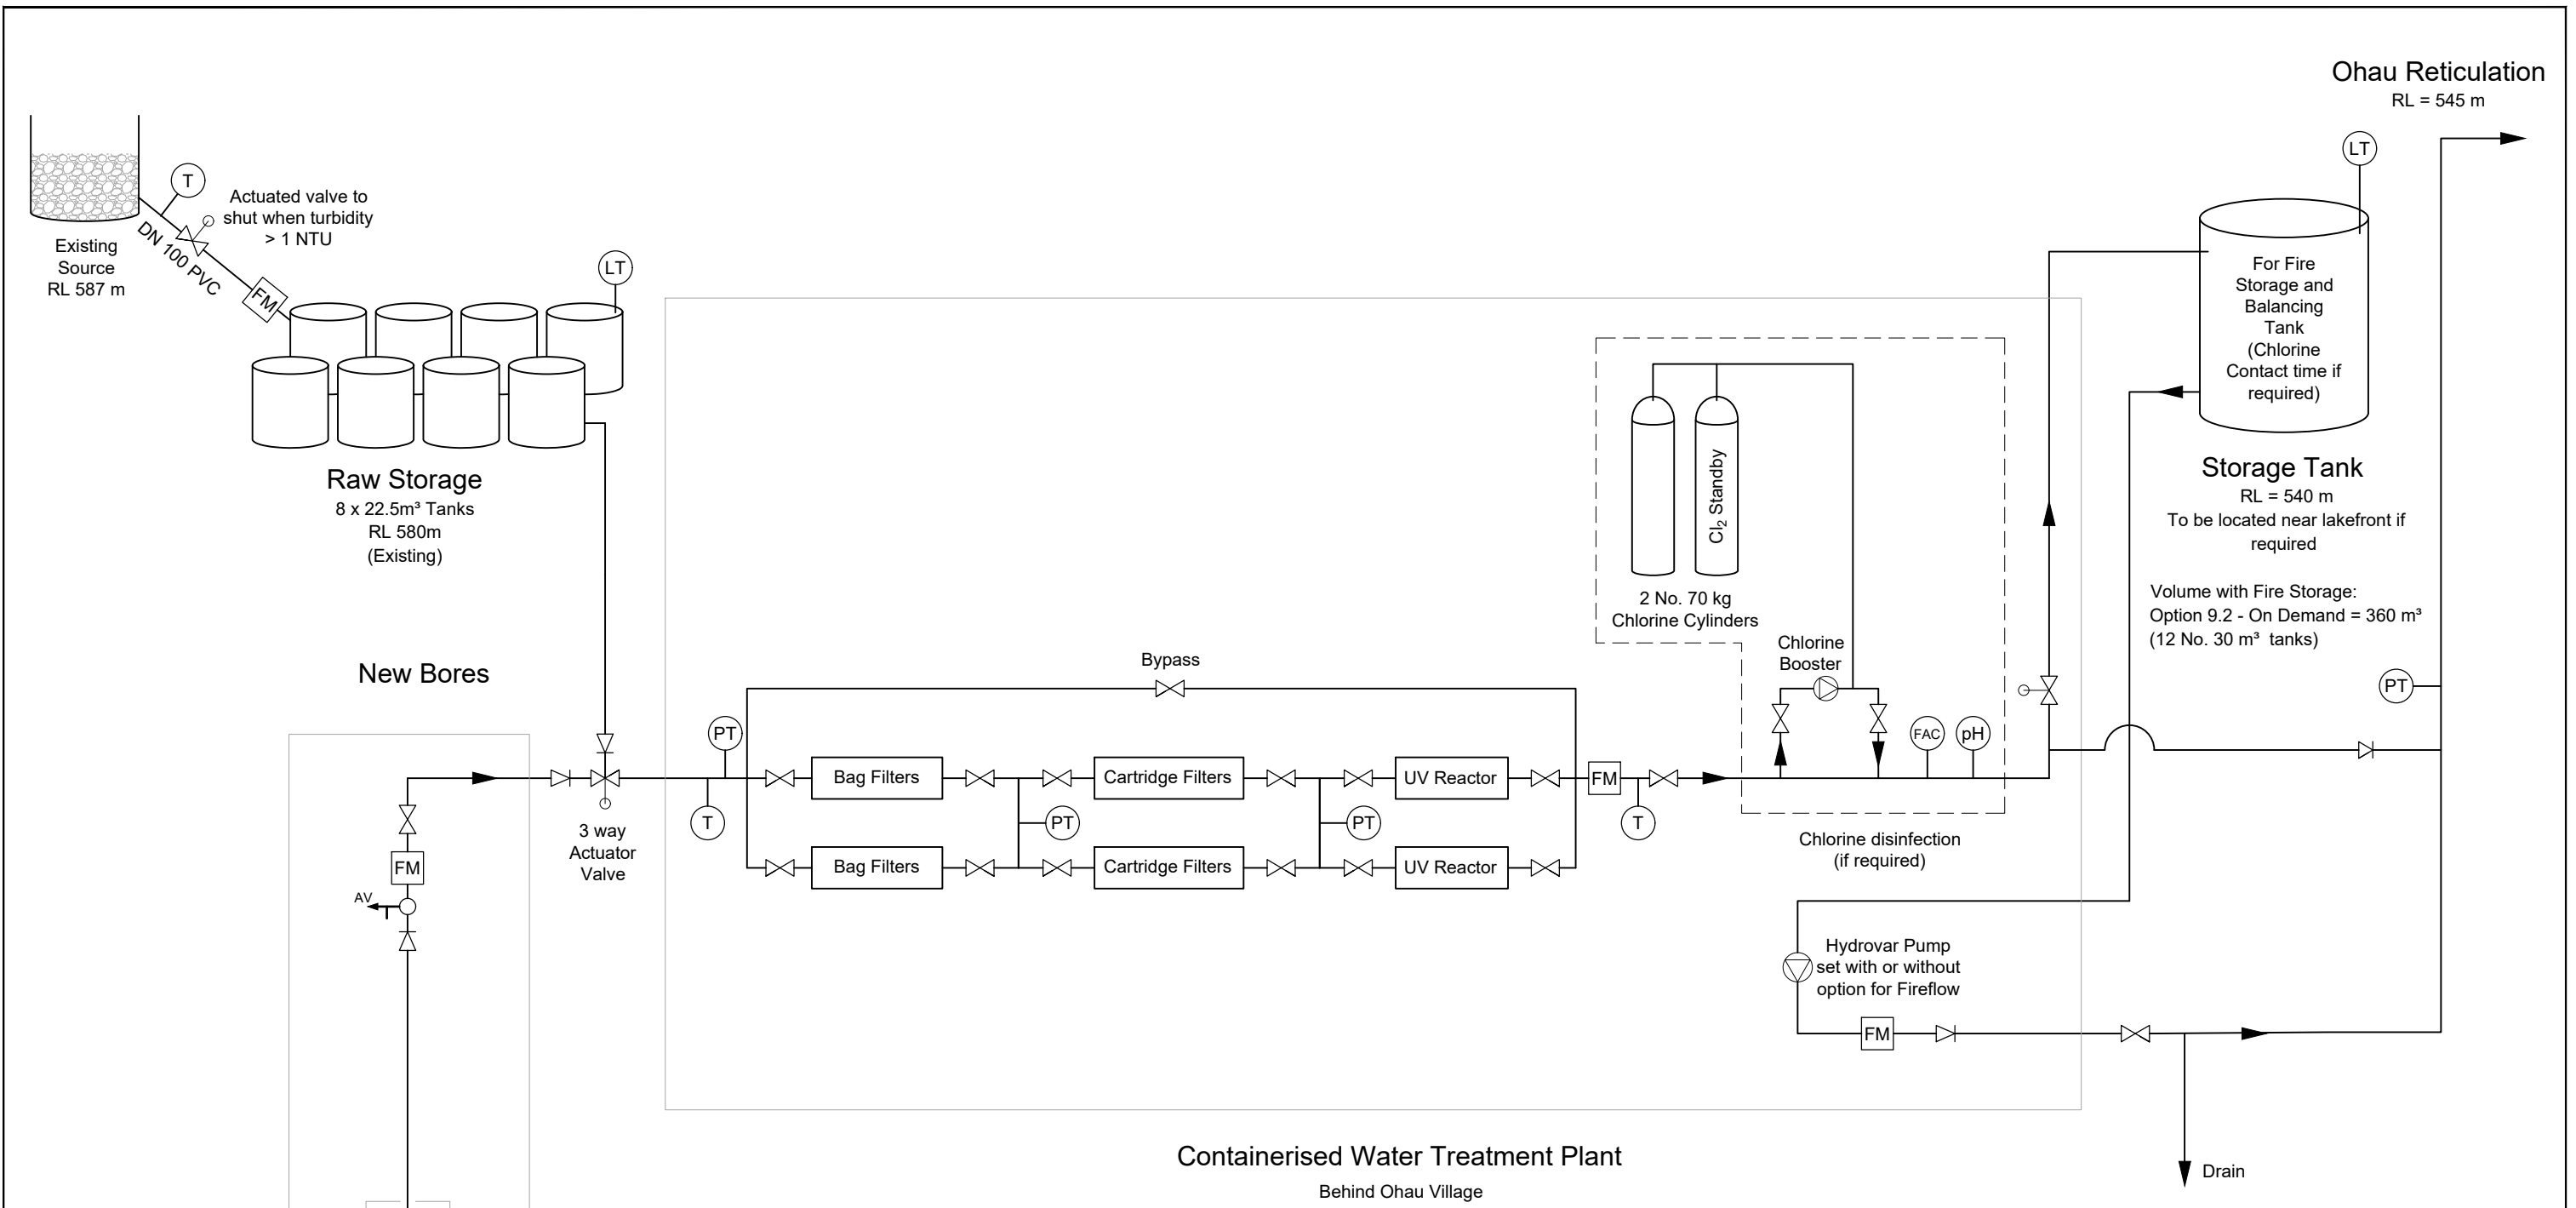 Ohau Reticulation
RL = 545 m
LT
T
Actuated valve to
shut when turbidity
> 1 NTU
DN 100 PVC
FM
Existing
Source
RL 587 m
LT
Raw Storage
8 x 22.5m³ Tanks
RL 580m
(Existing)
For Fire
Storage and
Balancing
Tank
(Chlorine
Contact time if
required)
Storage Tank
RL = 540 m
To be located near lakefront if
required
Volume with Fire Storage:
Option 9.2 - On Demand = 360 m³
(12 No. 30 m³ tanks)
Cl₂ Standby
2 No. 70 kg
Chlorine Cylinders
Chlorine
Booster
New Bores
Bypass
PT
PT
FAC
pH
Bag Filters
Cartridge Filters
UV Reactor
FM
T
PT
PT
T
3 way
Actuator
Valve
FM
AV
Bag Filters
Cartridge Filters
UV Reactor
Chlorine disinfection
(if required)
Hydrovar Pump
set with or without
option for Fireflow
FM
Containerised Water Treatment Plant
Behind Ohau Village
Drain